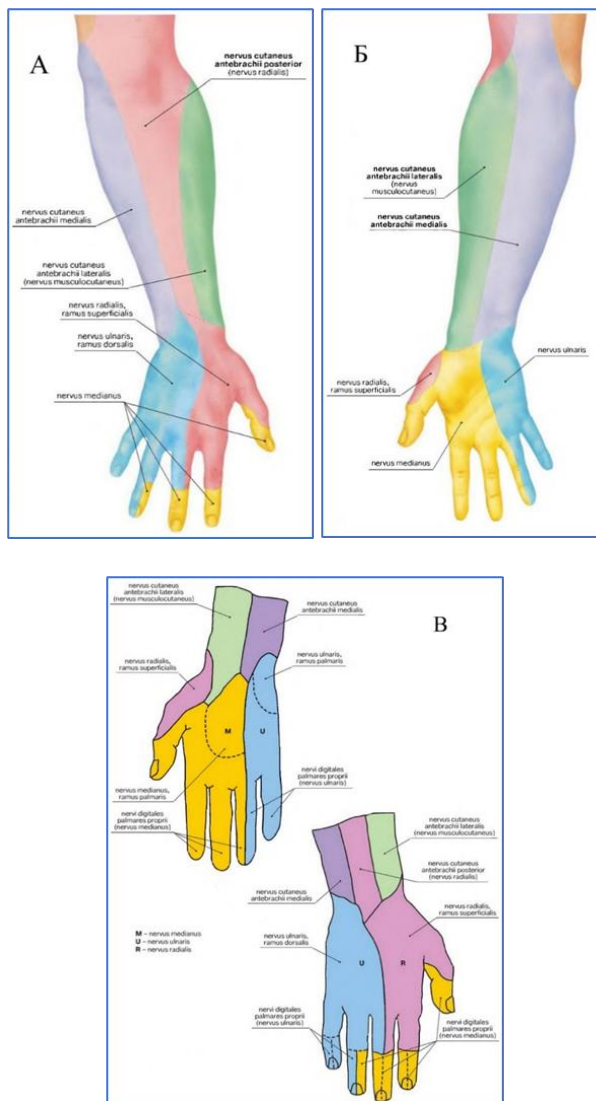 А
nervus cutaneus
antebrachii posterior
(nervus radialis)
nervus cutaneus
antebrachii medialis
nervus cutaneus
antebrachii lateralis
(nervus musculocutaneus)
nervus radialis,
ramus superficialis
nervus ulnaris,
ramus dorsalis
nervus medianus
Б
nervus cutaneus
antebrachii lateralis
(nervus
musculocutaneus)
nervus cutaneus
antebrachii medialis
nervus ulnaris
nervus radialis,
ramus superficialis
nervus medianus
В
nervus cutaneus
antebrachii lateralis
(nervus musculocutaneus)
nervus cutaneus
antebrachii medialis
nervus radialis,
ramus superficialis
nervus ulnaris,
ramus palmaris
M
U
nervus medianus,
ramus palmaris
nervi digitales
palmares proprii
(nervus medianus)
nervi digitales
palmares proprii
(nervus ulnaris)
nervus cutaneus
antebrachii lateralis
(nervus musculocutaneus)
nervus cutaneus
antebrachii posterior
(nervus radialis)
nervus cutaneus
antebrachii medialis
nervus radialis,
ramus superficialis
M – nervus medianus
U – nervus ulnaris
R – nervus radialis
nervus ulnaris,
ramus dorsalis
U
R
nervi digitales
palmares proprii
(nervus ulnaris)
nervi digitales
palmares proprii
(nervus medianus)